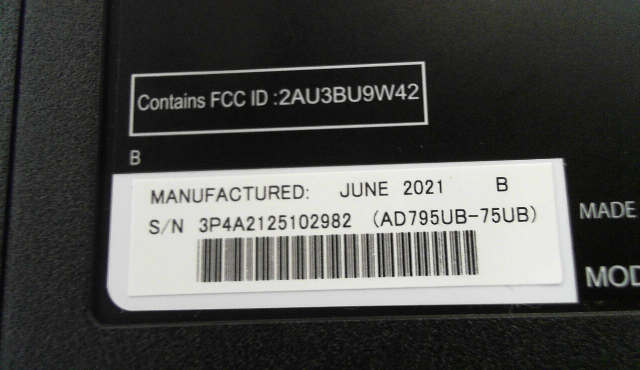 Contains FCC ID :2AU3BU9W42
B
MANUFACTURED: JUNE 2021 B
S/N 3P4A2125102982 (AD795UB-75UB)
MADE
MOD